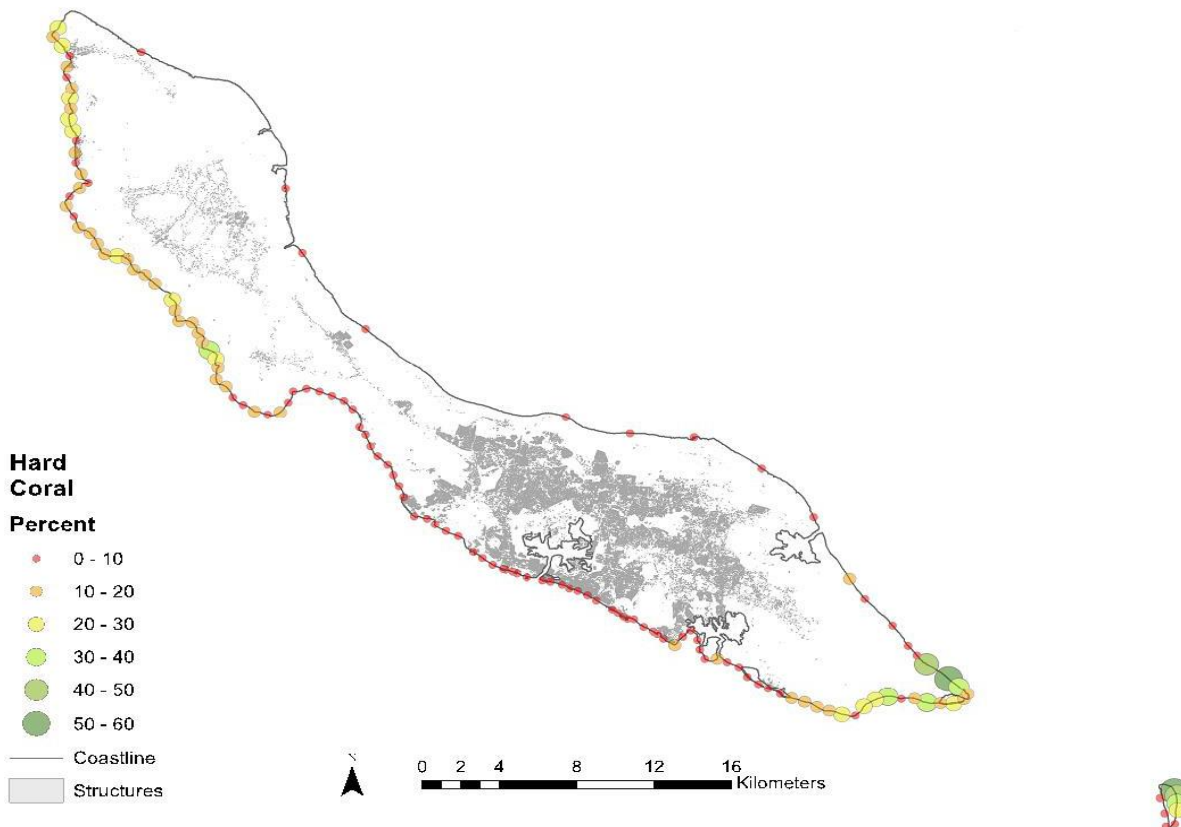 Hard
Coral
Percent
0 - 10
10 - 20
20 - 30
30 - 40
40 - 50
50 - 60
Coastline
Structures
N
0 2 4 8 12 16
Kilometers